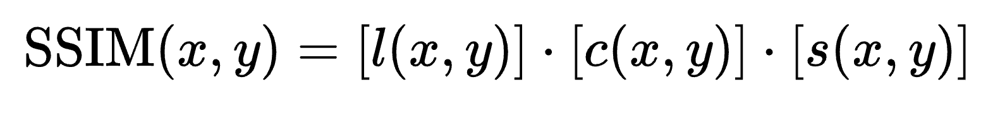 SSIM(x, y) = [l(x, y)] · [c(x, y)] · [s(x, y)]